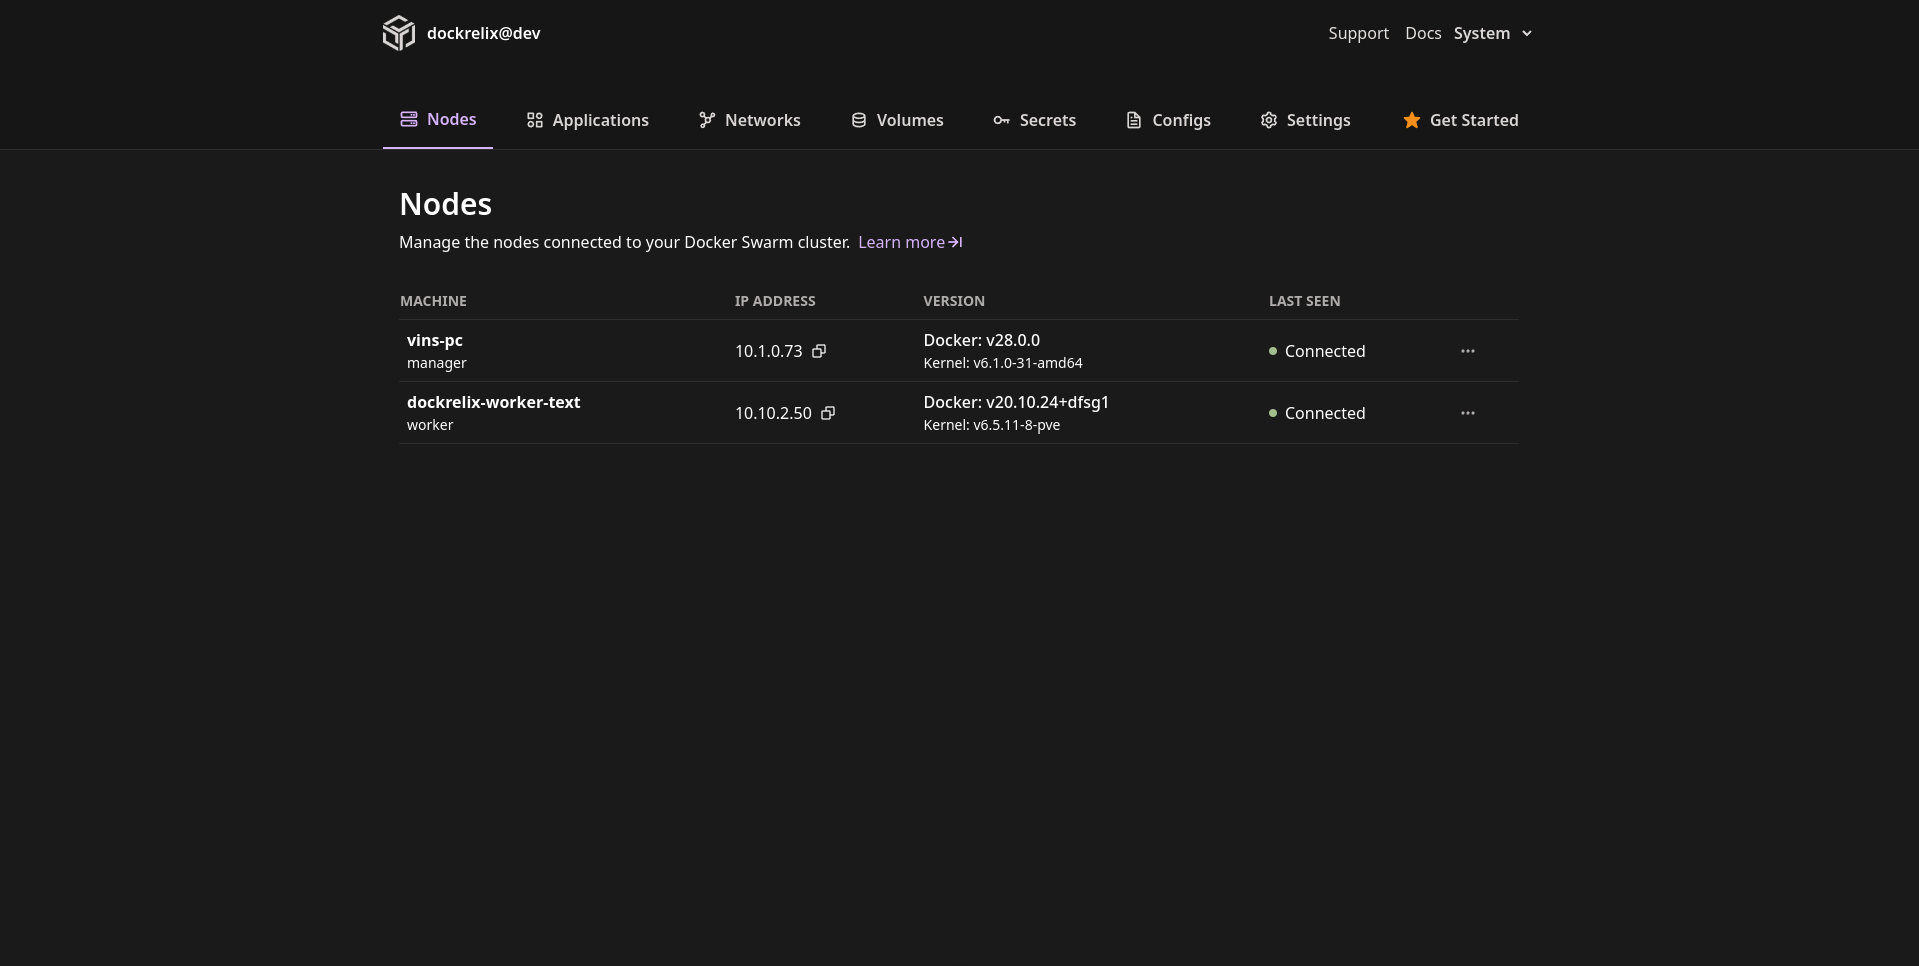 dockrelix@dev
Support Docs System
Nodes Applications Networks Volumes Secrets Configs Settings Get Started
Nodes
Manage the nodes connected to your Docker Swarm cluster. Learn more
MACHINE IP ADDRESS VERSION LAST SEEN
vins-pc
manager
10.1.0.73
Docker: v28.0.0
Kernel: v6.1.0-31-amd64
Connected
dockrelix-worker-text
worker
10.10.2.50
Docker: v20.10.24+dfsg1
Kernel: v6.5.11-8-pve
Connected